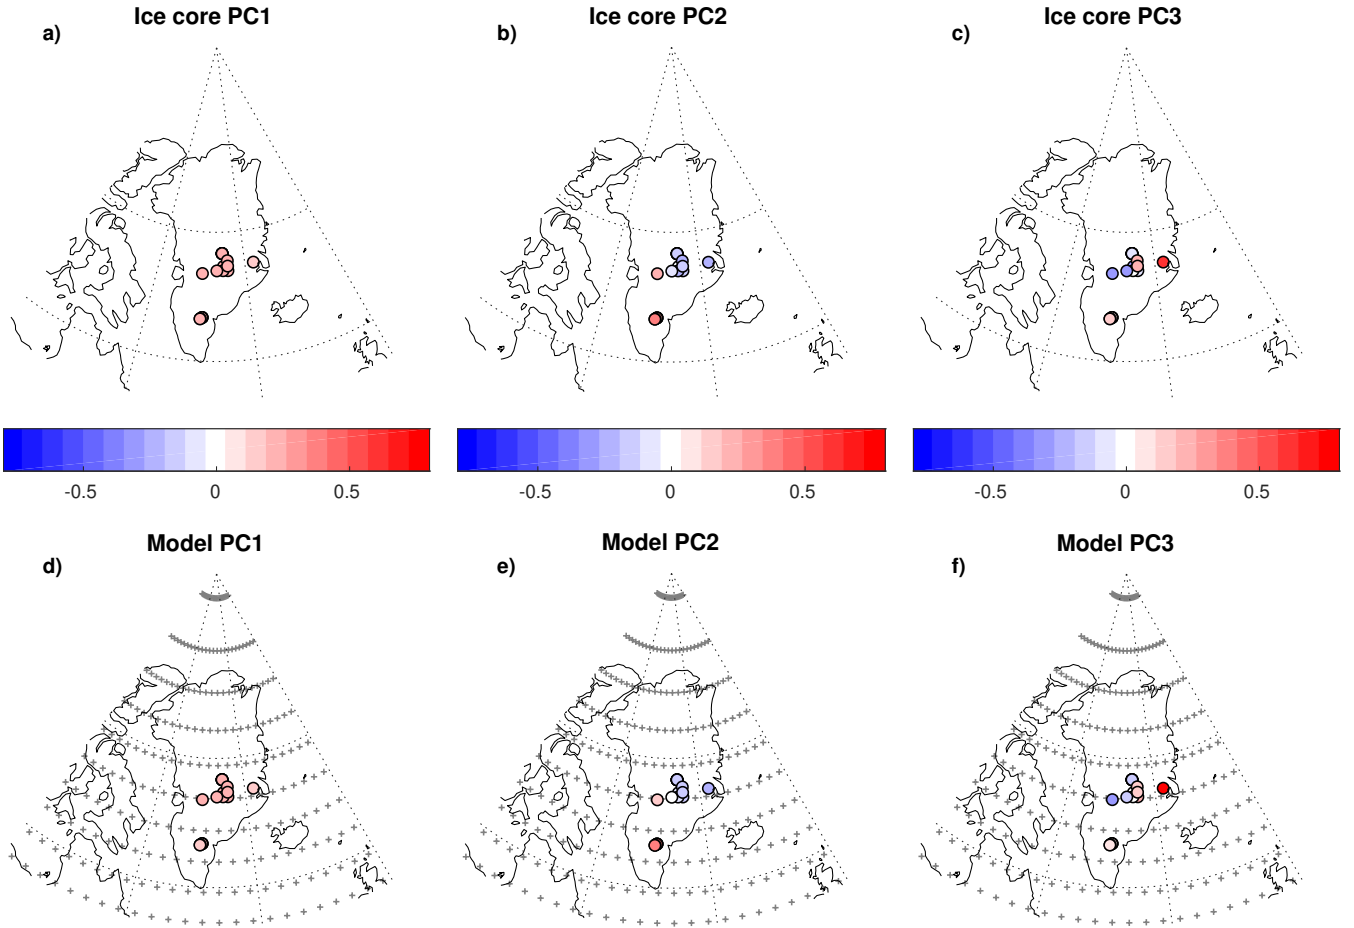 Ice core PC1
a)
Ice core PC2
b)
Ice core PC3
c)
-0.5 0 0.5
-0.5 0 0.5
-0.5 0 0.5
Model PC1
d)
Model PC2
e)
Model PC3
f)